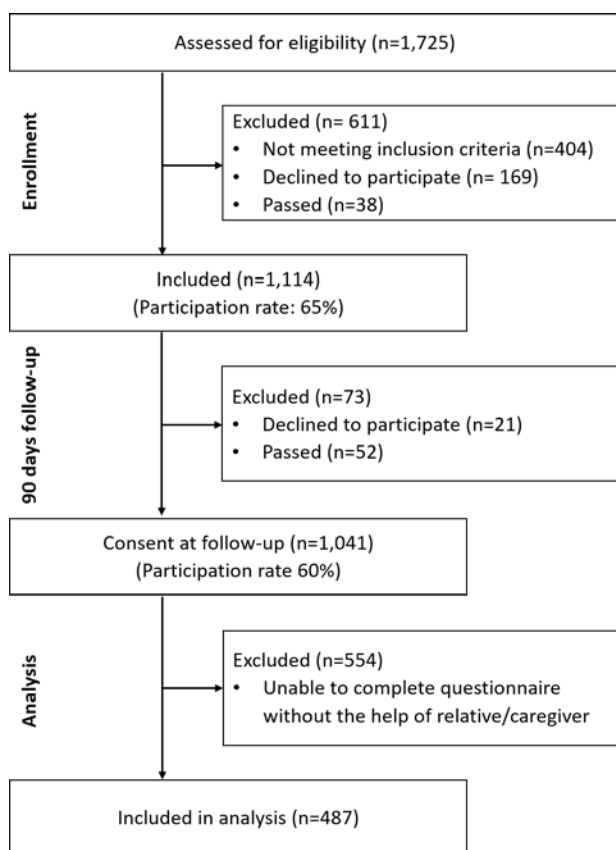 Assessed for eligibility (n=1,725)
Enrollment
Excluded (n= 611)
• Not meeting inclusion criteria (n=404)
• Declined to participate (n= 169)
• Passed (n=38)
Included (n=1,114)
(Participation rate: 65%)
90 days follow-up
Excluded (n=73)
• Declined to participate (n=21)
• Passed (n=52)
Consent at follow-up (n=1,041)
(Participation rate 60%)
Analysis
Excluded (n=554)
• Unable to complete questionnaire
without the help of relative/caregiver
Included in analysis (n=487)